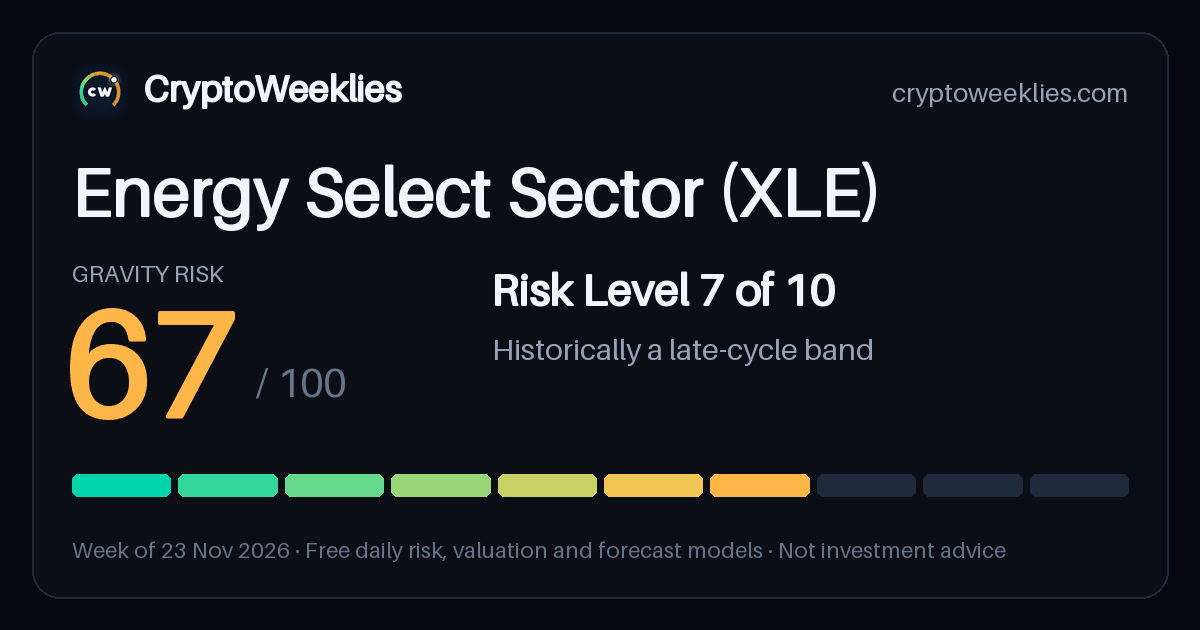 CW
CryptoWeeklies
cryptoweeklies.com
Energy Select Sector (XLE)
GRAVITY RISK
67 / 100
Risk Level 7 of 10
Historically a late-cycle band
Week of 23 Nov 2026 · Free daily risk, valuation and forecast models · Not investment advice